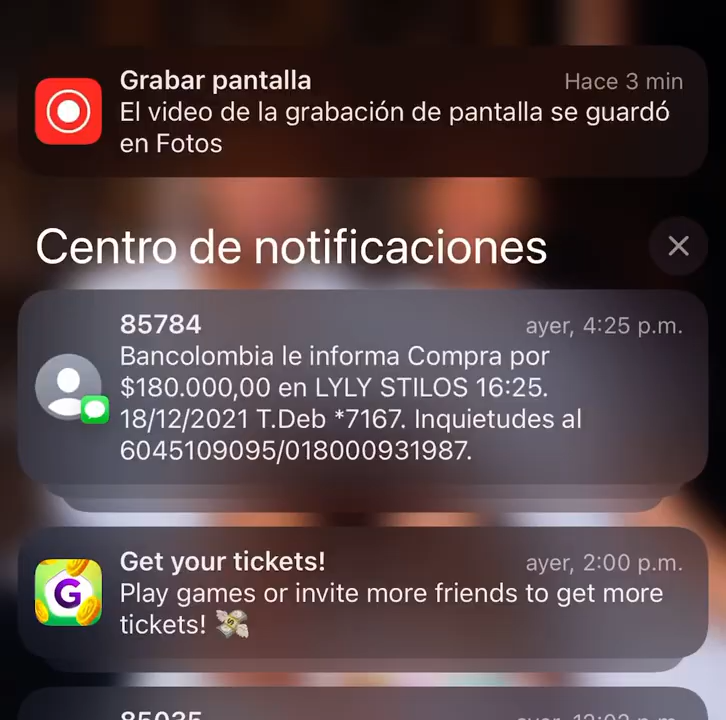 Grabar pantalla
Hace 3 min
El video de la grabación de pantalla se guardó
en Fotos
Centro de notificaciones
85784
ayer, 4:25 p.m.
Bancolombia le informa Compra por
$180.000,00 en LYLY STILOS 16:25.
18/12/2021 T.Deb *7167. Inquietudes al
6045109095/018000931987.
G
Get your tickets!
ayer, 2:00 p.m.
Play games or invite more friends to get more
tickets! 💸